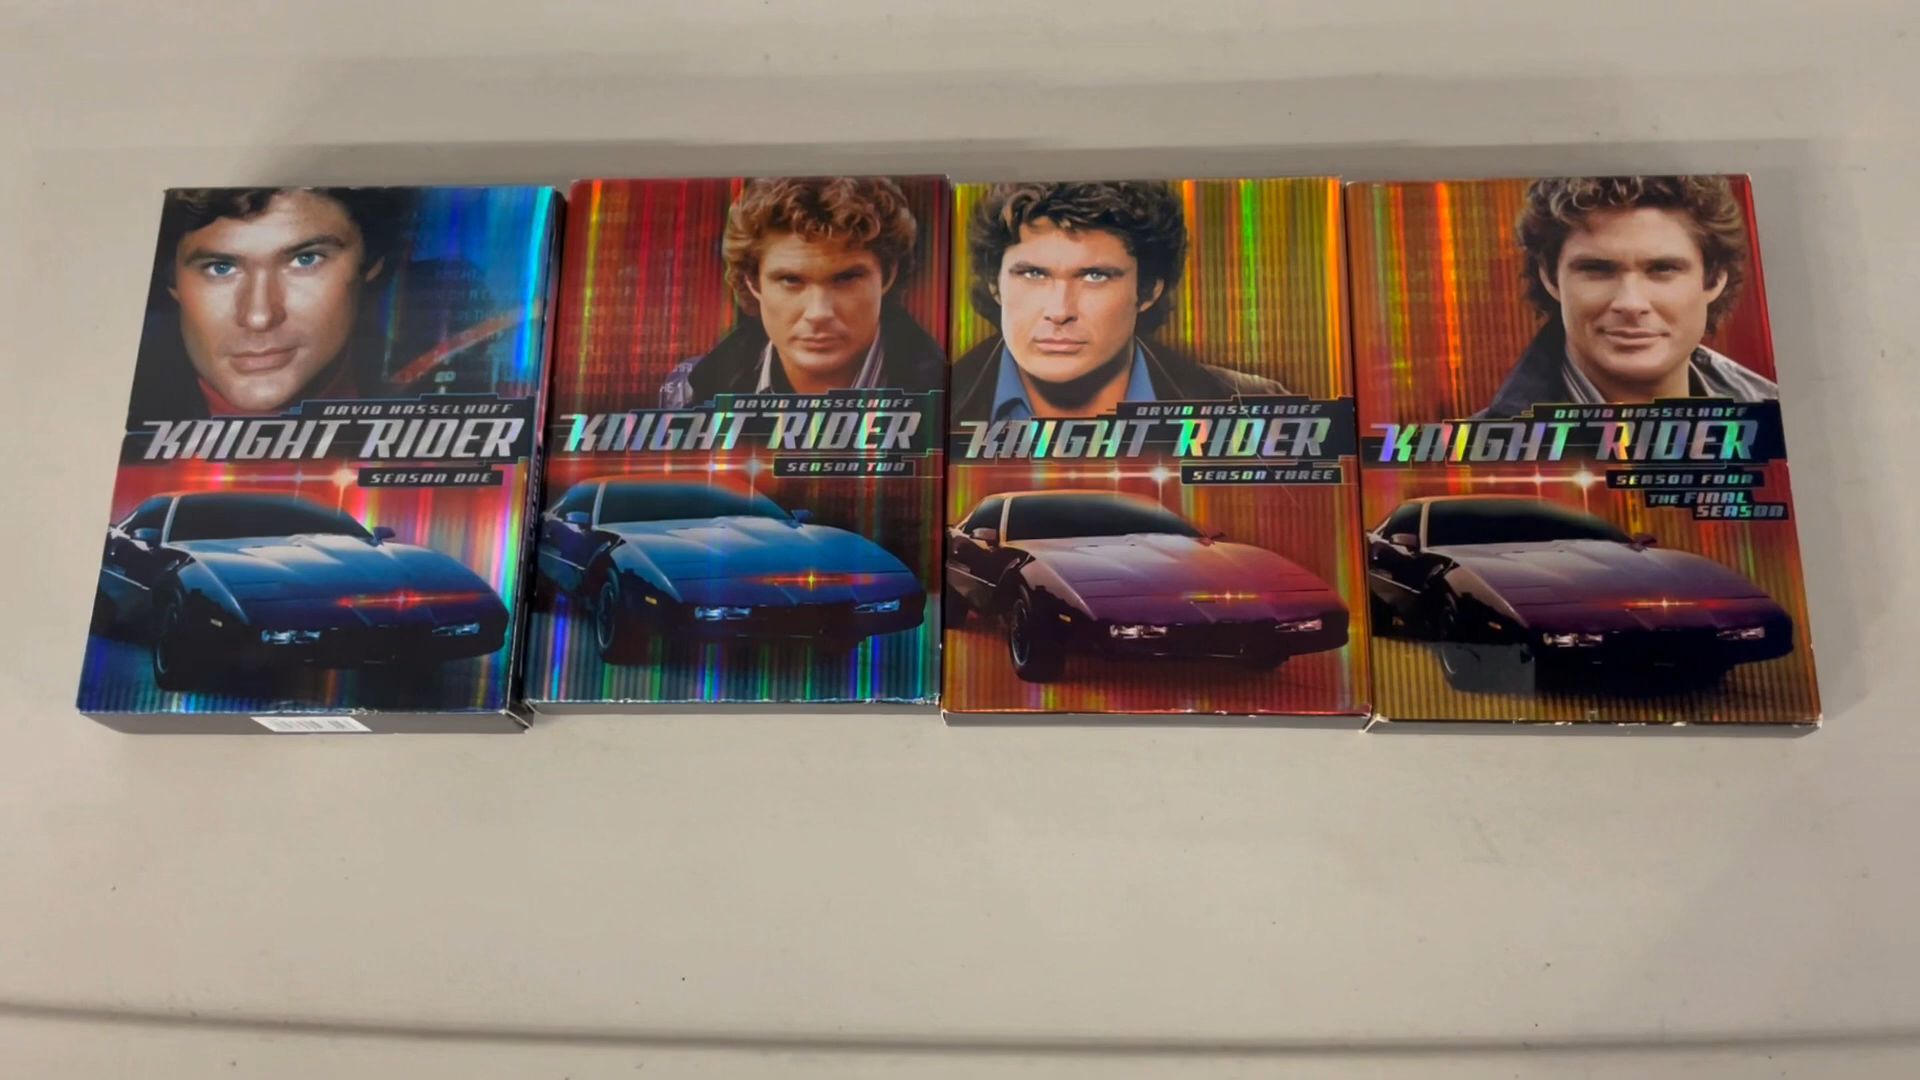 DAVID HASSELHOFF
KNIGHT RIDER
SEASON ONE
DAVID HASSELHOFF
KNIGHT RIDER
SEASON TWO
DAVID HASSELHOFF
KNIGHT RIDER
SEASON THREE
DAVID HASSELHOFF
KNIGHT RIDER
SEASON FOUR
THE FINAL
SEASON